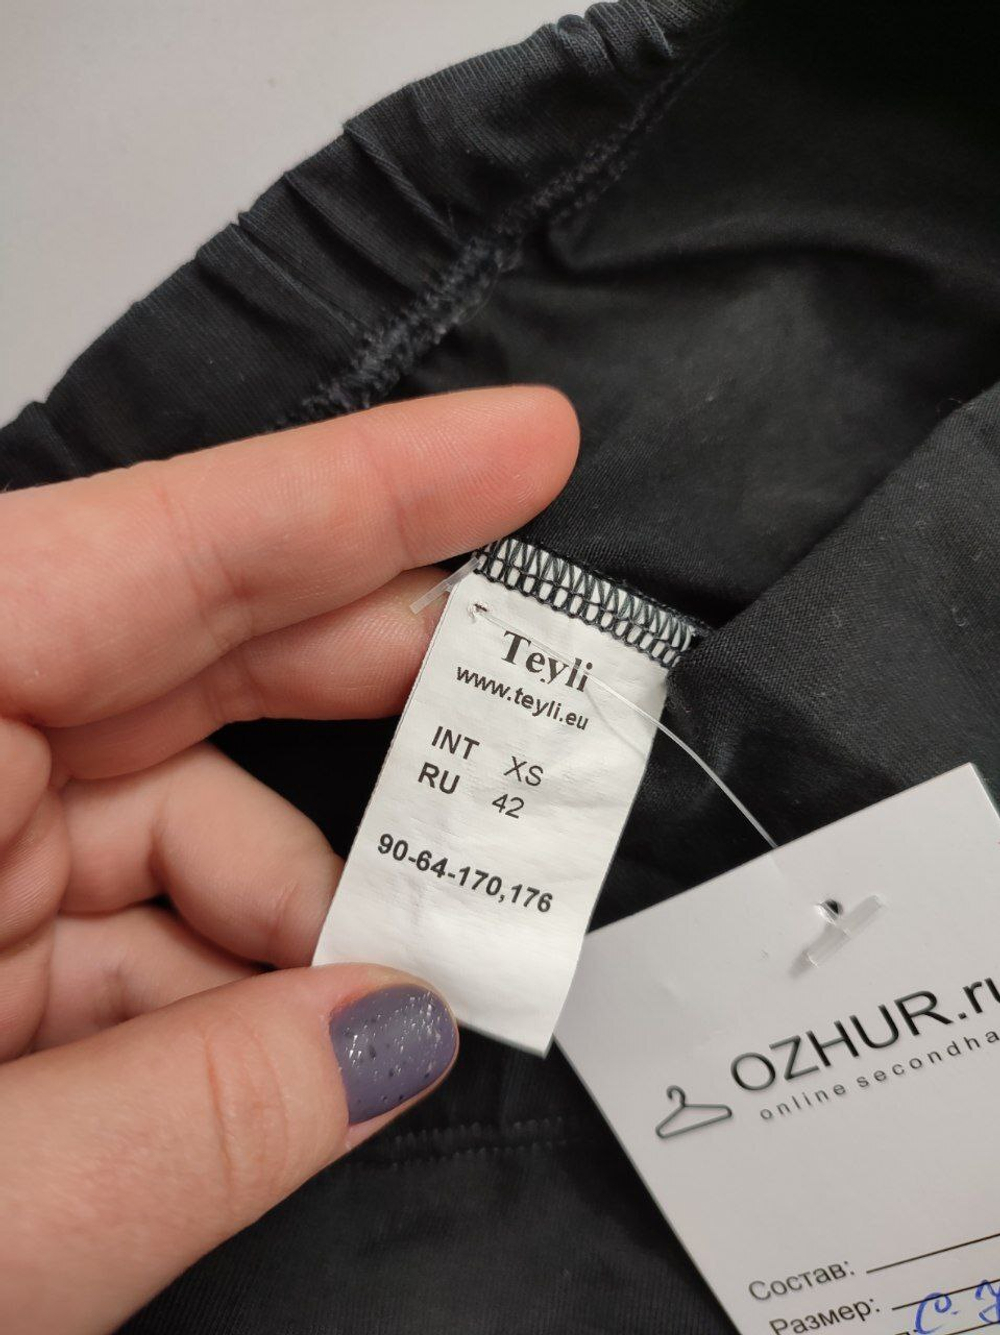 Teyli
www.teyli.eu
INT XS
RU 42
90-64-170,176
OZHUR.ru
online secondha
Состав:
Размер: